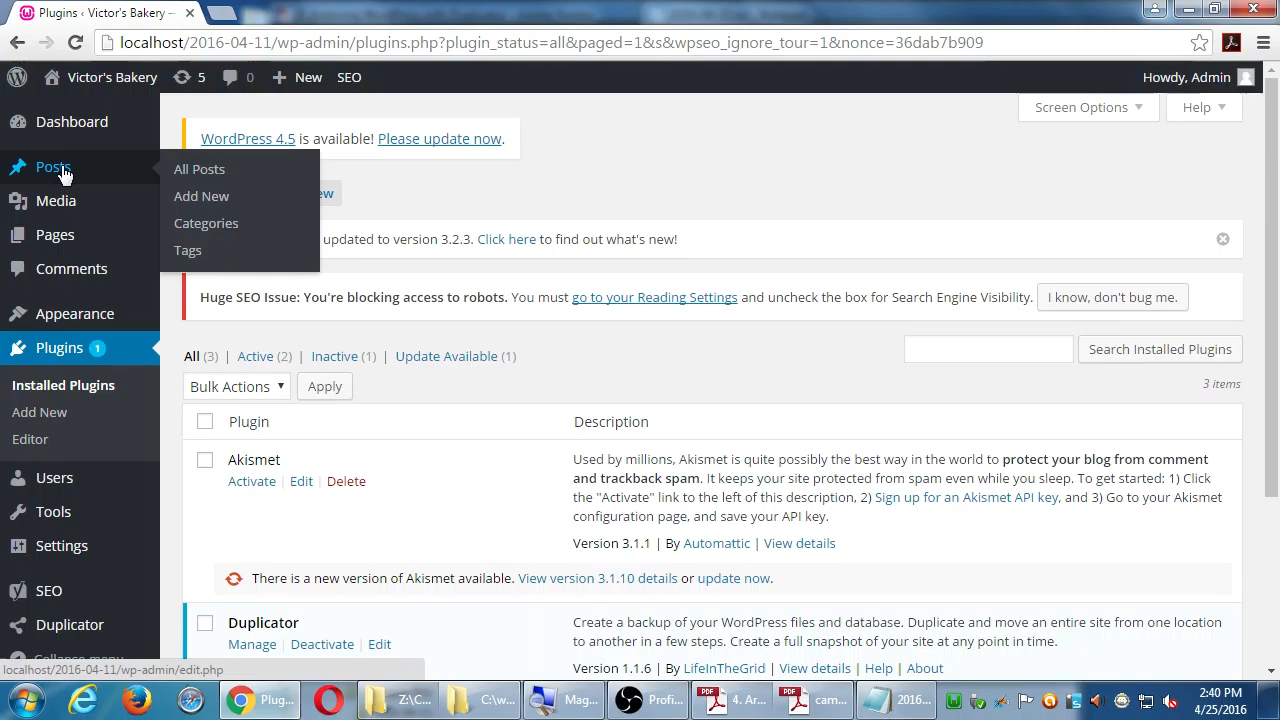 Plugins ‹ Victor's Bakery –
localhost/2016-04-11/wp-admin/plugins.php?plugin_status=all&paged=1&s&wpseo_ignore_tour=1&nonce=36dab7b909
Victor's Bakery 5 0 New SEO Howdy, Admin
Screen Options Help
Dashboard
WordPress 4.5 is available! Please update now.
Posts
All Posts
Add New
Categories
Tags
ew
Media
Pages
Comments
updated to version 3.2.3. Click here to find out what's new!
Huge SEO Issue: You're blocking access to robots. You must go to your Reading Settings and uncheck the box for Search Engine Visibility. I know, don't bug me.
Appearance
Plugins 1
Installed Plugins
Add New
Editor
Users
Tools
Settings
SEO
Duplicator
Collapse menu
All (3) | Active (2) | Inactive (1) | Update Available (1)
Search Installed Plugins
Bulk Actions Apply
3 items
Plugin Description
Akismet
Activate | Edit | Delete
Used by millions, Akismet is quite possibly the best way in the world to protect your blog from comment
and trackback spam. It keeps your site protected from spam even while you sleep. To get started: 1) Click
the "Activate" link to the left of this description, 2) Sign up for an Akismet API key, and 3) Go to your Akismet
configuration page, and save your API key.
Version 3.1.1 | By Automattic | View details
There is a new version of Akismet available. View version 3.1.10 details or update now.
Duplicator
Manage | Deactivate | Edit
Create a backup of your WordPress files and database. Duplicate and move an entire site from one location
to another in a few steps. Create a full snapshot of your site at any point in time.
Version 1.1.6 | By LifeInTheGrid | View details | Help | About
localhost/2016-04-11/wp-admin/edit.php
Plug... Z:\C... C:\w... Mag... Profi... 4. Ar... cam... 2016...
2:40 PM
4/25/2016